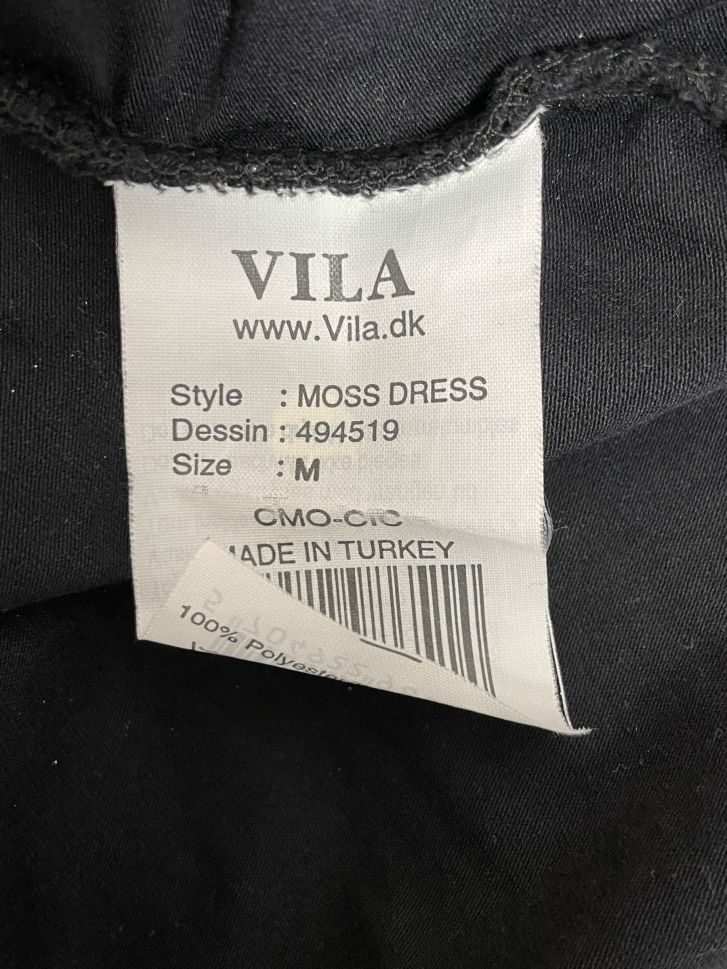 VILA
www.Vila.dk
Style : MOSS DRESS
Dessin : 494519
Size : M
CMO-CIC
MADE IN TURKEY
100% Polyester